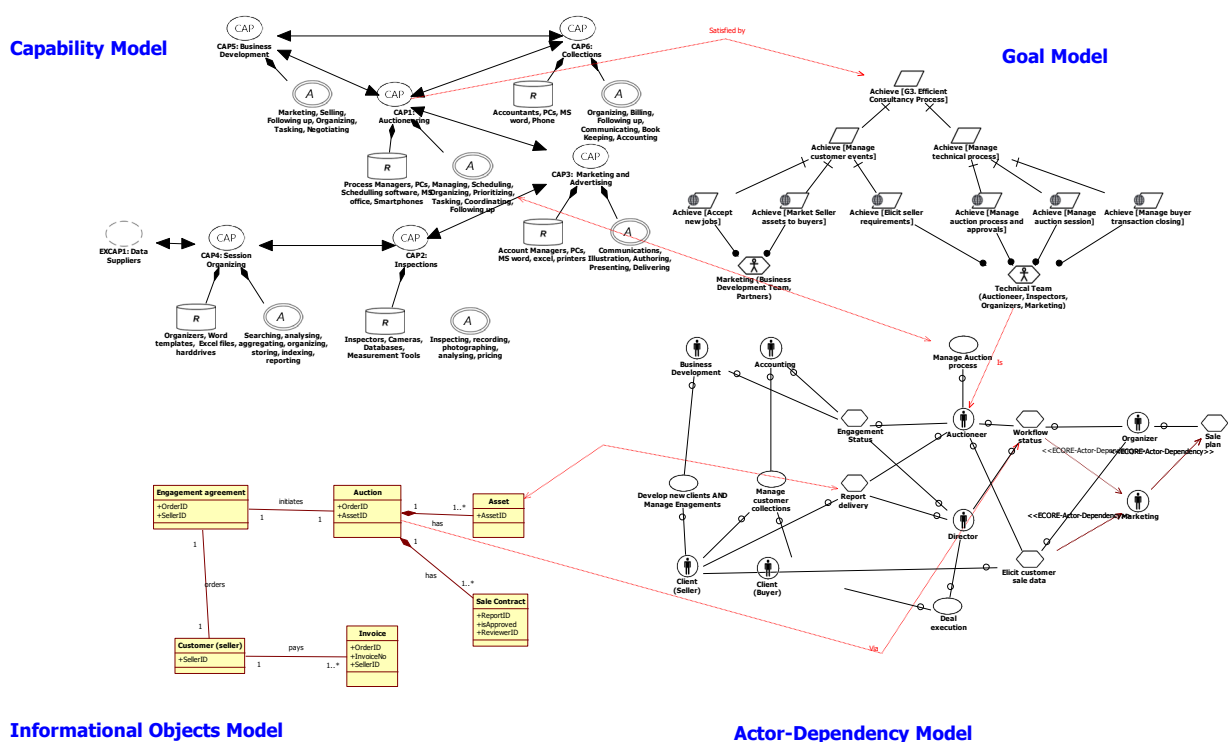 Capability Model
CAP
CAP5: Business
Development
A
Marketing, Selling,
Following up, Organizing,
Tasking, Negotiating
CAP
CAP6:
Collections
R
Accountants, PCs, MS
word, Phone
A
Organizing, Billing,
Following up,
Communicating, Book
Keeping, Accounting
CAP
CAP1:
Auctioneering
R
Process Managers, PCs,
Schedulling software, MS
office, Smartphones
A
Managing, Scheduling,
Organizing, Prioritizing,
Tasking, Coordinating,
Following up
CAP
CAP3: Marketing and
Advertising
R
Account Managers, PCs,
MS word, excel, printers
A
Communications,
Illustration, Authoring,
Presenting, Delivering
EXCAP1: Data
Suppliers
CAP
CAP4: Session
Organizing
R
Organizers, Word
templates, Excel files,
harddrives
A
Searching, analysing,
aggregating, organizing,
storing, indexing,
reporting
CAP
CAP2:
Inspections
R
Inspectors, Cameras,
Databases,
Measurement Tools
A
Inspecting, recording,
photographing,
analysing, pricing
Satisfied by
Goal Model
Achieve [G3. Efficient
Consultancy Process]
Achieve [Manage
customer events]
Achieve [Manage
technical process]
Achieve [Accept
new jobs]
Achieve [Market Seller
assets to buyers]
Achieve [Elicit seller
requirements]
Achieve [Manage
auction process and
approvals]
Achieve [Manage
auction session]
Achieve [Manage buyer
transaction closing]
Marketing (Business
Development Team,
Partners)
Technical Team
(Auctioneer, Inspectors,
Organizers, Marketing)
Is
Business
Development
Accounting
Manage Auction
process
Engagement
Status
Auctioneer
Workflow
status
Organizer
Sale
plan
<<ECORE-Actor-Dependency>>
<<ECORE-Actor-Dependency>>
Develop new clients AND
Manage Enagements
Manage
customer
collections
Report
delivery
Director
<<ECORE-Actor-Dependency>>
Marketing
Client
(Seller)
Client
(Buyer)
Elicit customer
sale data
Deal
execution
Via
Engagement agreement
+OrderID
+SellerID
initiates
1
1
Auction
+OrderID
+AssetID
1
1..*
has
Asset
+AssetID
1
has
1..*
Sale Contract
+ReportID
+isApproved
+ReviewerID
1
orders
1
Customer (seller)
+SellerID
pays
1
1..*
Invoice
+OrderID
+InvoiceNo
+SellerID
Informational Objects Model
Actor-Dependency Model